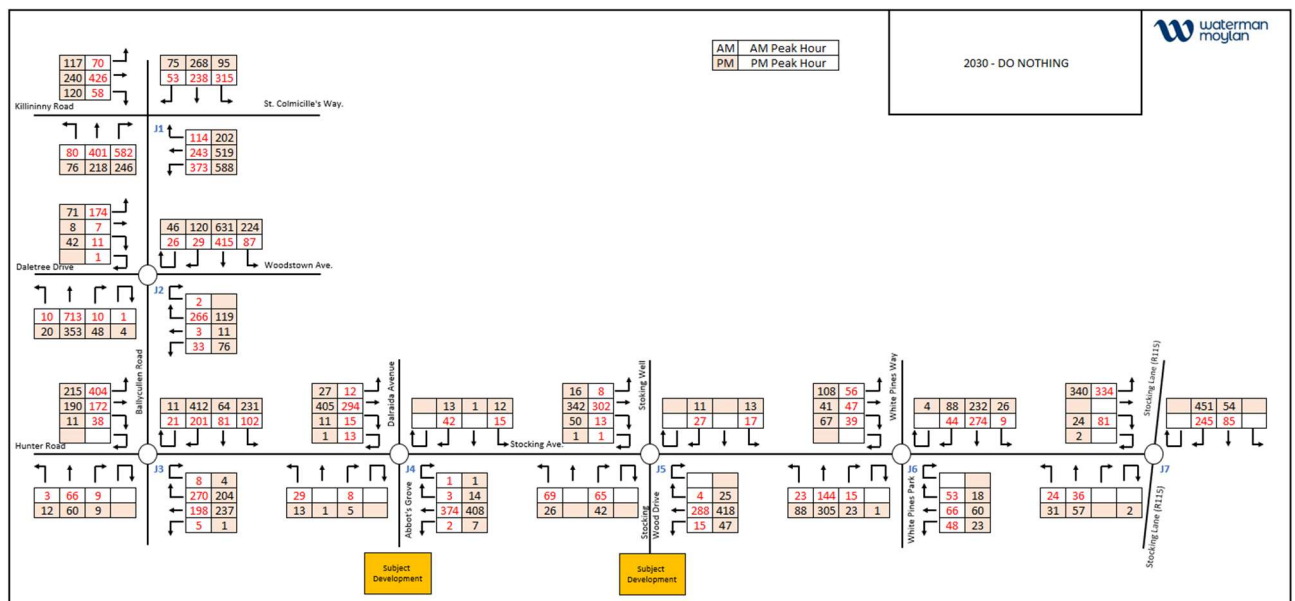 waterman
moylan
AM AM Peak Hour
PM PM Peak Hour
2030 - DO NOTHING
117 70
240 426
120 58
75 268 95
53 238 315
Killininny Road
St. Colmicille's Way.
J1
80 401 582
76 218 246
114 202
243 519
373 588
71 174
8 7
42 11
1
46 120 631 224
26 29 415 87
Daletree Drive
Woodstown Ave.
J2
10 713 10 1
20 353 48 4
2
266 119
3 11
33 76
Ballycullen Road
215 404
190 172
11 38
11 412 64 231
21 201 81 102
Hunter Road
J3
3 66 9
12 60 9
8 4
270 204
198 237
5 1
27 12
405 294
11 15
1 13
Dalraida Avenue
13 1 12
42 15
Stocking Ave.
J4
29 8
13 1 5
Abbot's Grove
1 1
3 14
374 408
2 7
Subject
Development
16 8
342 302
50 13
1 1
Stoking Well
11 13
27 17
J5
69 65
26 42
Stocking
Wood Drive
4 25
288 418
15 47
Subject
Development
108 56
41 47
67 39
White Pines Way
4 88 232 26
44 274 9
J6
23 144 15
88 305 23 1
White Pines Park
53 18
66 60
48 23
340 334
24 81
2
Stocking Lane (R115)
451 54
245 85
J7
24 36
31 57 2
Stocking Lane (R115)